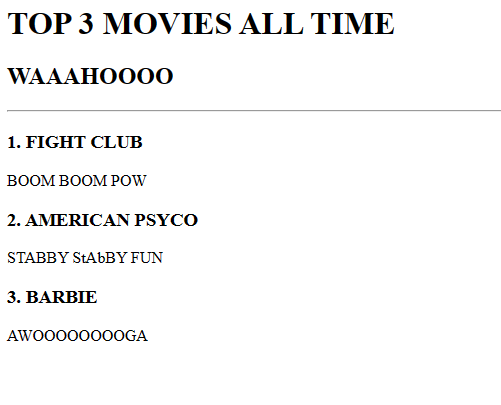 TOP 3 MOVIES ALL TIME
WAAAHOOOO
1. FIGHT CLUB
BOOM BOOM POW
2. AMERICAN PSYCO
STABBY StAbBY FUN
3. BARBIE
AWOOOOOOOOGA